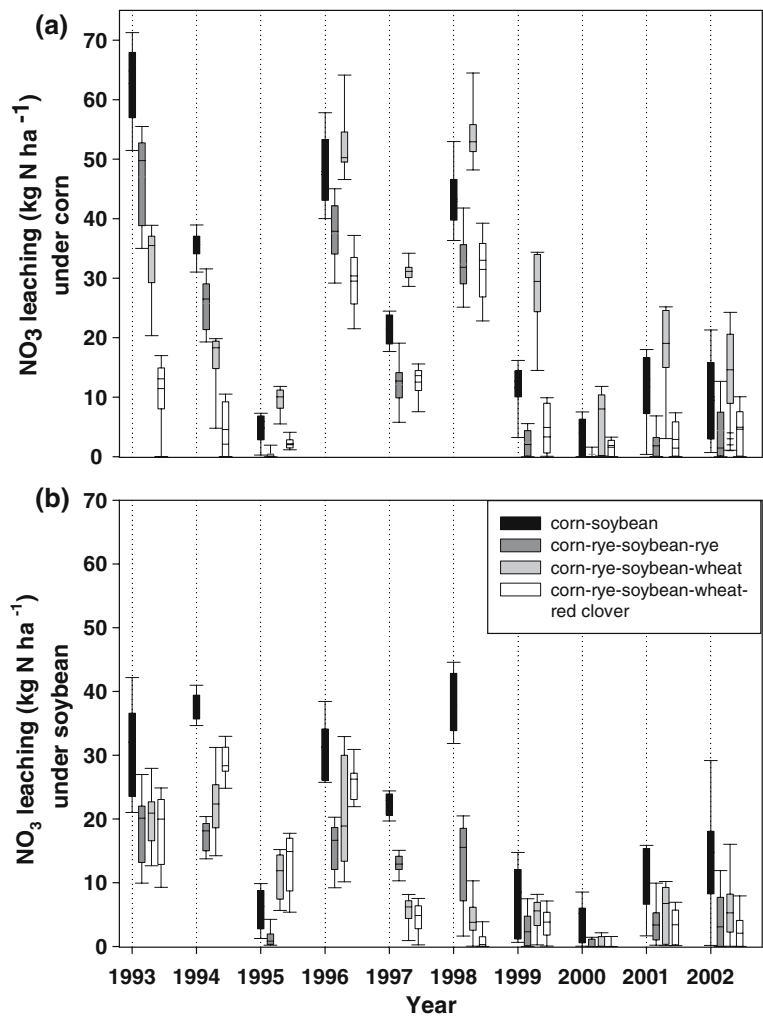 (a)
70
60
50
40
30
20
10
0
NO3 leaching (kg N ha -1)
under corn
(b)
70
60
50
40
30
20
10
0
NO3 leaching (kg N ha -1)
under soybean
corn-soybean
corn-rye-soybean-rye
corn-rye-soybean-wheat
corn-rye-soybean-wheat-
red clover
1993 1994 1995 1996 1997 1998 1999 2000 2001 2002
Year